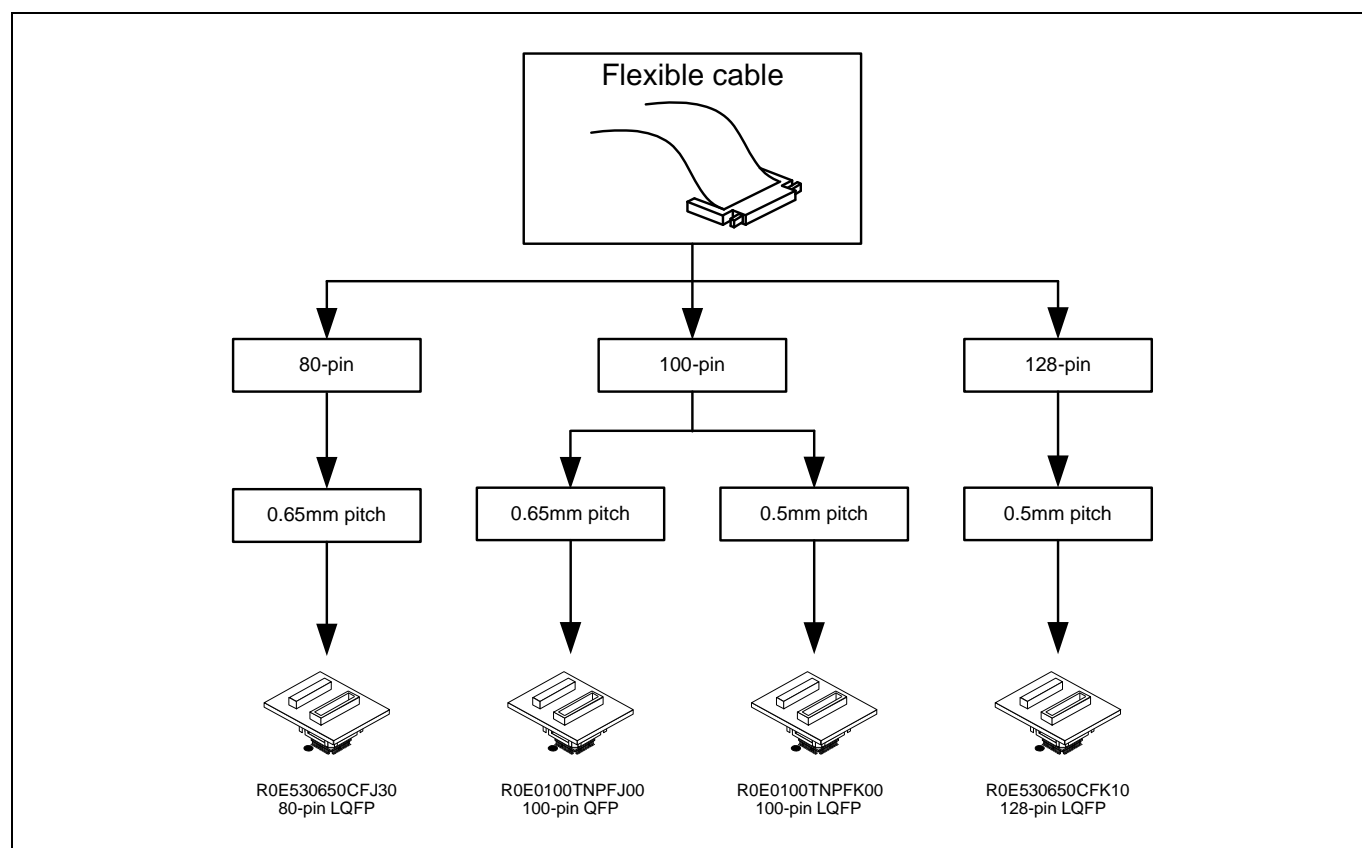 Flexible cable
80-pin
100-pin
128-pin
0.65mm pitch
0.65mm pitch
0.5mm pitch
0.5mm pitch
R0E530650CFJ30
80-pin LQFP
R0E0100TNPFJ00
100-pin QFP
R0E0100TNPFK00
100-pin LQFP
R0E530650CFK10
128-pin LQFP